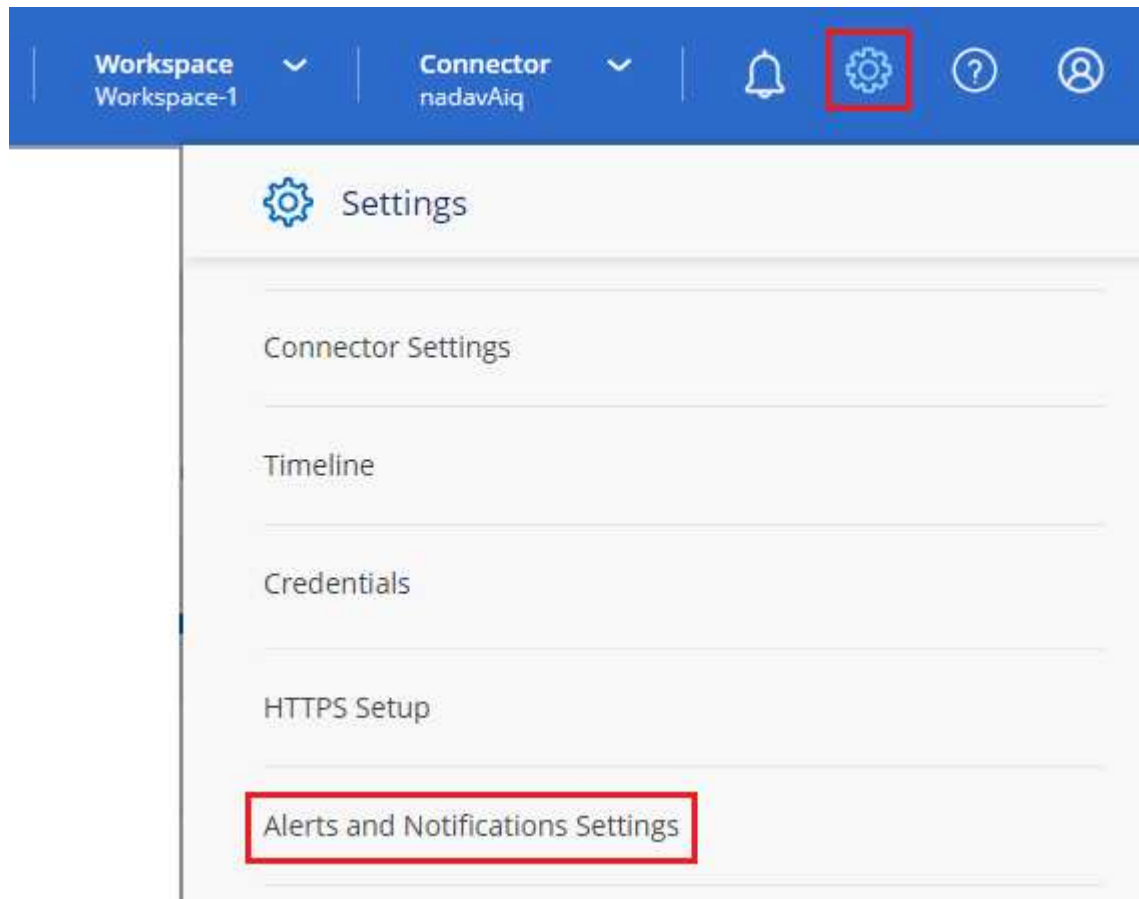 Workspace
Workspace-1
Connector
nadavAiq
Settings
Connector Settings
Timeline
Credentials
HTTPS Setup
Alerts and Notifications Settings